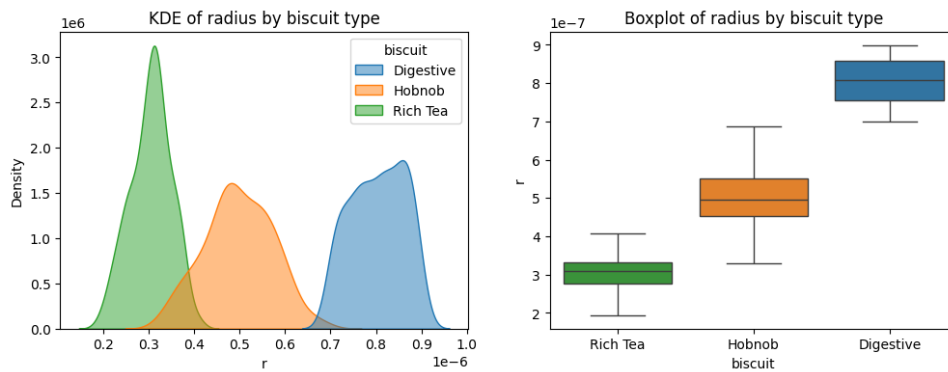 KDE of radius by biscuit type
1e6
3.0
2.5
2.0
1.5
1.0
0.5
0.0
Density
biscuit
Digestive
Hobnob
Rich Tea
0.2 0.3 0.4 0.5 0.6 0.7 0.8 0.9 1.0
1e−6
r
Boxplot of radius by biscuit type
1e−7
9
8
7
6
5
4
3
2
r
Rich Tea Hobnob Digestive
biscuit